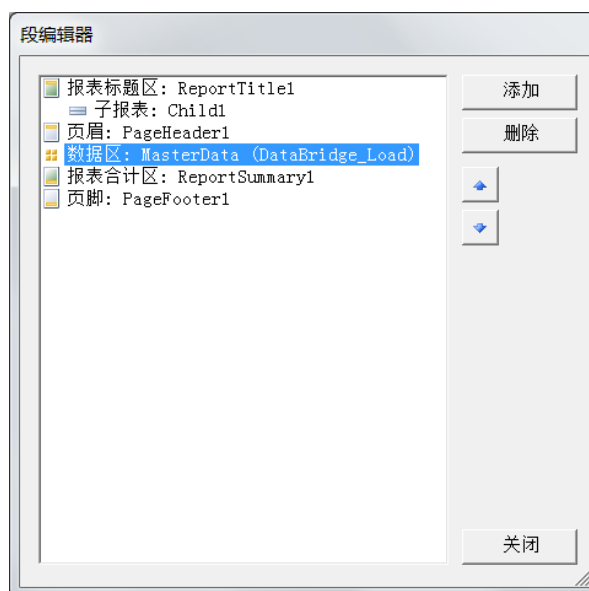 段编辑器
报表标题区: ReportTitle1
子报表: Child1
页眉: PageHeader1
数据区: MasterData (DataBridge_Load)
报表合计区: ReportSummary1
页脚: PageFooter1
添加
删除
关闭